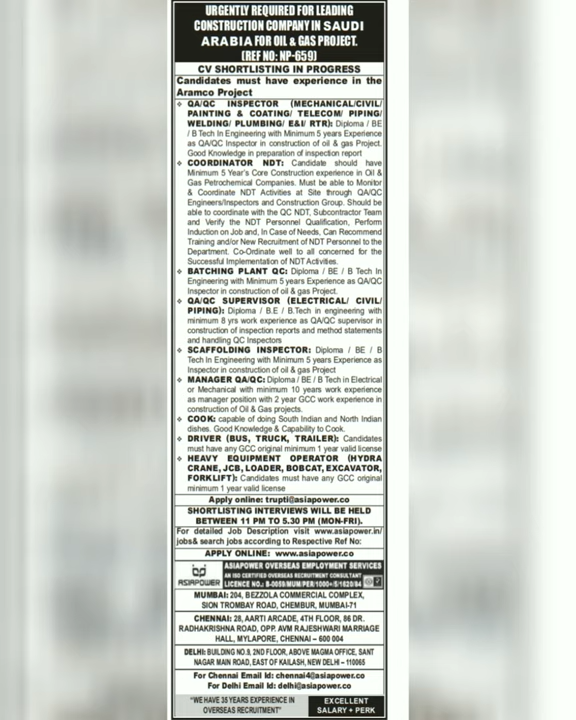 URGENTLY REQUIRED FOR LEADING
CONSTRUCTION COMPANY IN SAUDI
ARABIA FOR OIL & GAS PROJECT.
(REF NO: NP-659)
CV SHORTLISTING IN PROGRESS
Candidates must have experience in the
Aramco Project
❖ QA/QC INSPECTOR (MECHANICAL/CIVIL/
PAINTING & COATING/ TELECOM/ PIPING/
WELDING/ PLUMBING/ E&I/ RTR): Diploma / BE
/ B Tech In Engineering with Minimum 5 years Experience
as QA/QC Inspector in construction of oil & gas Project.
Good Knowledge in preparation of inspection report
❖ COORDINATOR NDT: Candidate should have
Minimum 5 Year's Core Construction experience in Oil &
Gas Petrochemical Companies. Must be able to Monitor
& Coordinate NDT Activities at Site through QA/QC
Engineers/Inspectors and Construction Group. Should be
able to coordinate with the QC NDT, Subcontractor Team
and Verify the NDT Personnel Qualification, Perform
Induction on Job and, In Case of Needs, Can Recommend
Training and/or New Recruitment of NDT Personnel to the
Department. Co-Ordinate well to all concerned for the
Successful Implementation of NDT Activities.
❖ BATCHING PLANT QC: Diploma / BE / B Tech In
Engineering with Minimum 5 years Experience as QA/QC
Inspector in construction of oil & gas Project.
❖ QA/QC SUPERVISOR (ELECTRICAL/ CIVIL/
PIPING): Diploma / B.E / B.Tech in engineering with
minimum 8 yrs work experience as QA/QC supervisor in
construction of inspection reports and method statements
and handling QC Inspectors
❖ SCAFFOLDING INSPECTOR: Diploma / BE / B
Tech In Engineering with Minimum 5 years Experience as
Inspector in construction of oil & gas Project
❖ MANAGER QA/QC: Diploma / BE / B Tech in Electrical
or Mechanical with minimum 10 years work experience
as manager position with 2 year GCC work experience in
construction of Oil & Gas projects.
❖ COOK: capable of doing South Indian and North Indian
dishes. Good Knowledge & Capability to Cook.
❖ DRIVER (BUS, TRUCK, TRAILER): Candidates
must have any GCC original minimum 1 year valid license
❖ HEAVY EQUIPMENT OPERATOR (HYDRA
CRANE, JCB, LOADER, BOBCAT, EXCAVATOR,
FORKLIFT): Candidates must have any GCC original
minimum 1 year valid license
Apply online: trupti@asiapower.co
SHORTLISTING INTERVIEWS WILL BE HELD
BETWEEN 11 PM TO 5.30 PM (MON-FRI).
For detailed Job Description visit www.asiapower.in/
jobs& search jobs according to Respective Ref No:
APPLY ONLINE: www.asiapower.co
ap
ASIAPOWER
ASIAPOWER OVERSEAS EMPLOYMENT SERVICES
AN ISO CERTIFIED OVERSEAS RECRUITMENT CONSULTANT
LICENCE NO.: B-0059/MUM/PER/1000+/5/1620/84
MUMBAI: 204, BEZZOLA COMMERCIAL COMPLEX,
SION TROMBAY ROAD, CHEMBUR, MUMBAI-71
CHENNAI: 28, AARTI ARCADE, 4TH FLOOR, 86 DR.
RADHAKRISHNA ROAD, OPP. AVM RAJESHWARI MARRIAGE
HALL, MYLAPORE, CHENNAI – 600 004
DELHI: BUILDING NO.9, 2ND FLOOR, ABOVE MAGMA OFFICE, SANT
NAGAR MAIN ROAD, EAST OF KAILASH, NEW DELHI – 110065
For Chennai Email Id: chennai4@asiapower.co
For Delhi Email Id: delhi@asiapower.co
"WE HAVE 35 YEARS EXPERIENCE IN
OVERSEAS RECRUITMENT"
EXCELLENT
SALARY + PERK